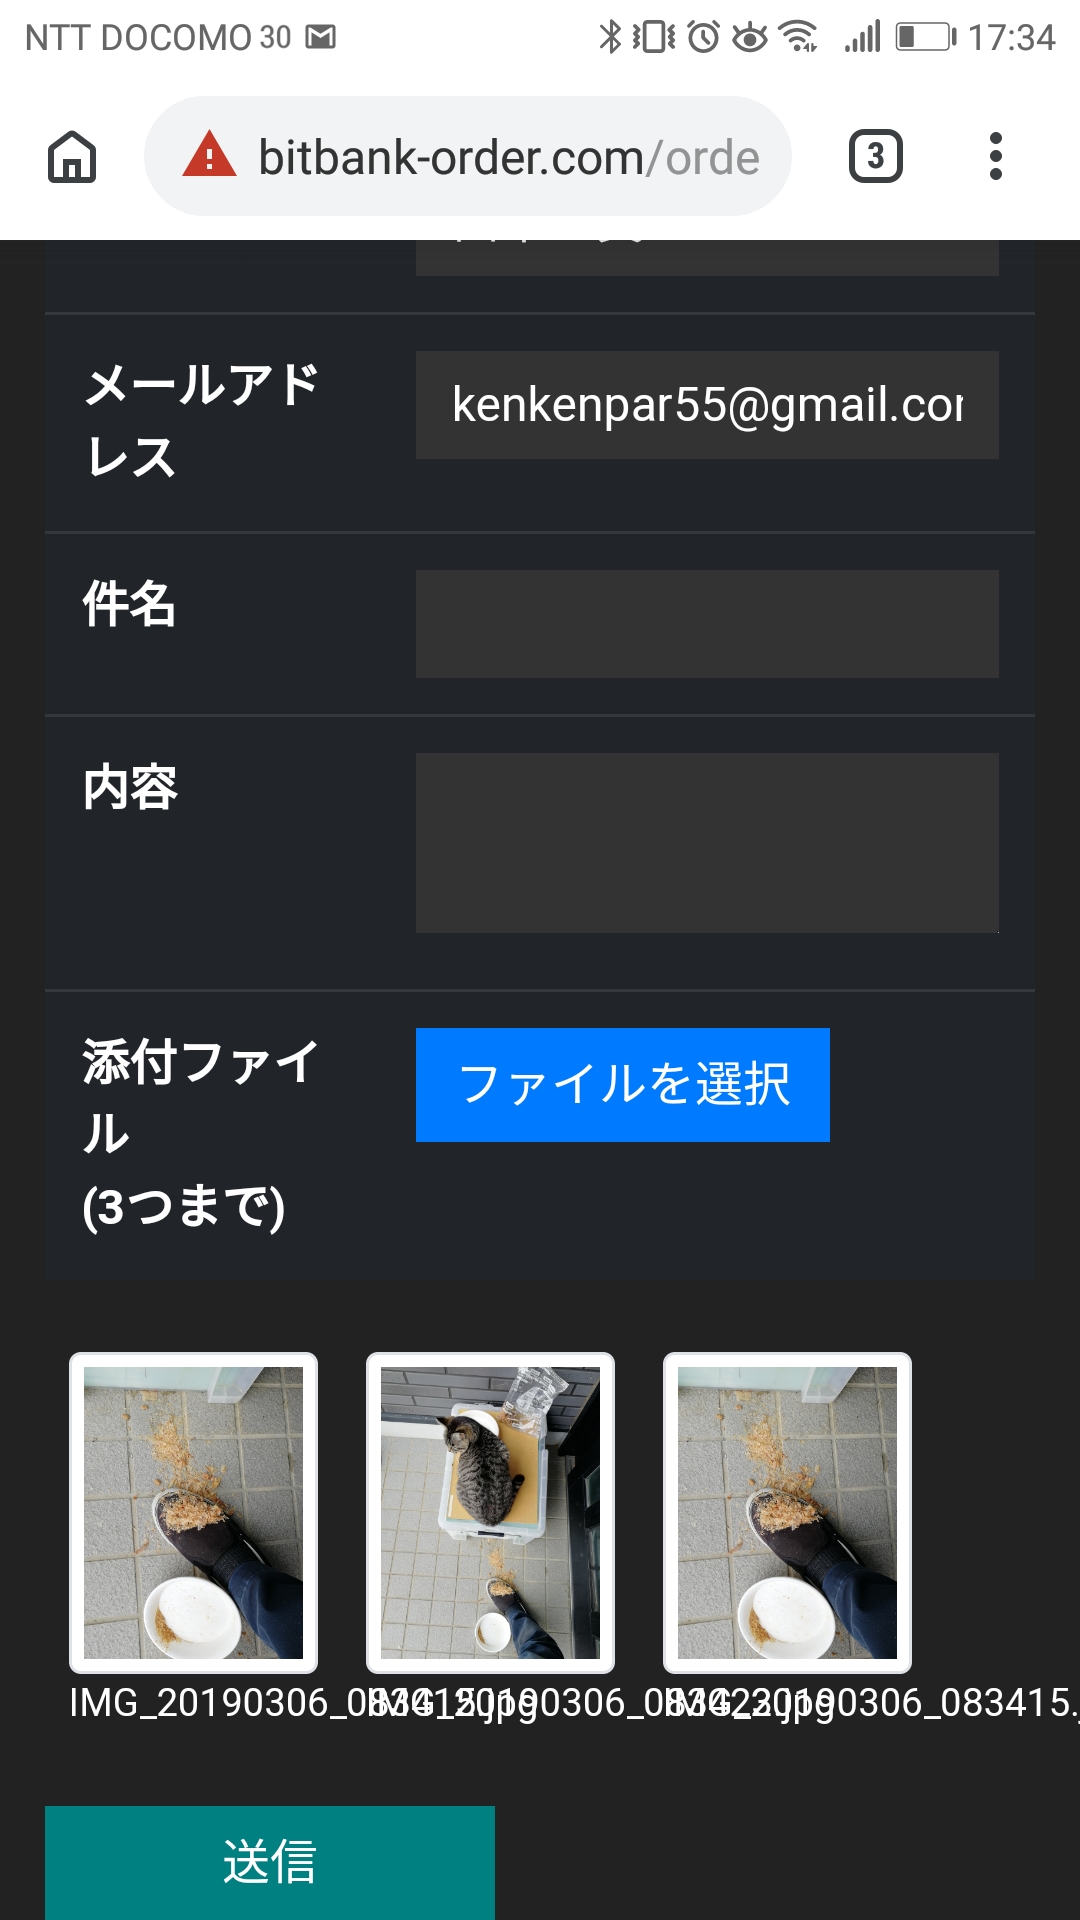 NTT DOCOMO 30 17:34
bitbank-order.com/orde
3
メールアド
レス
kenkenpar55@gmail.com
件名
内容
添付ファイ
ル
(3つまで)
ファイルを選択
IMG_20190306_083415.jpg
IMG_20190306_083423.jpg
IMG_20190306_083415.
送信